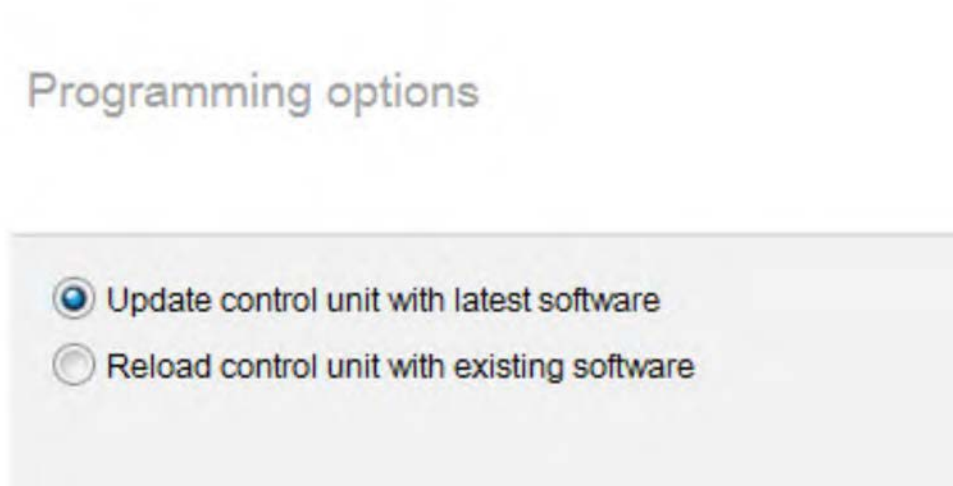 Programming options
Update control unit with latest software
Reload control unit with existing software